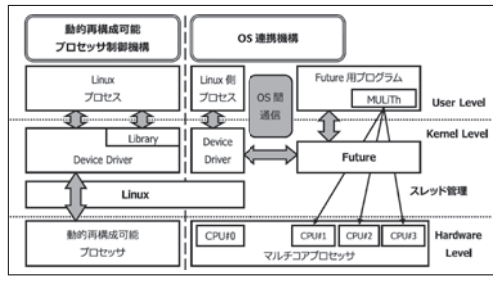 動的再構成可能
プロセッサ制御機構
OS 連携機構
Linux
プロセス
Linux 側
プロセス
OS 間
通信
Future 用プログラム
MULiTh
User Level
Kernel Level
Library
Device Driver
Device
Driver
Future
Linux
スレッド管理
動的再構成可能
プロセッサ
CPU#0
CPU#1
CPU#2
CPU#3
マルチコアプロセッサ
Hardware
Level